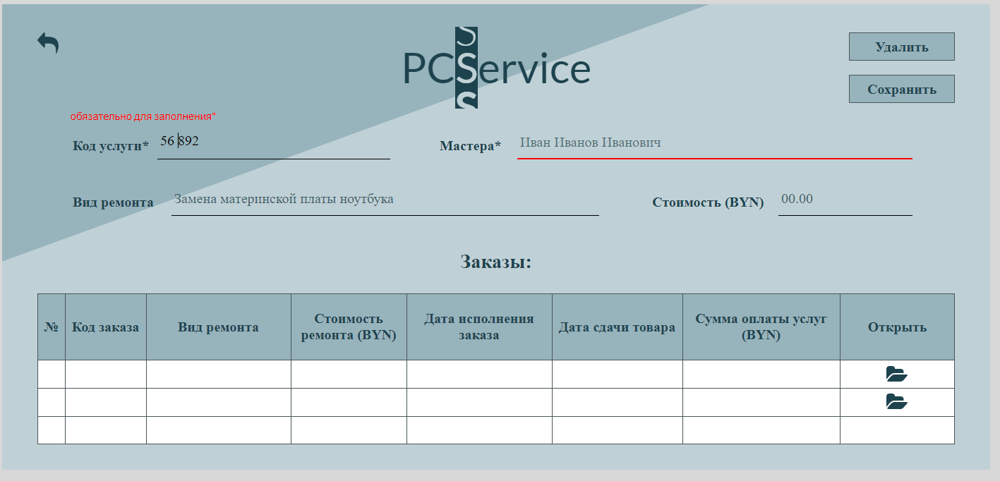 PCService
Удалить
Сохранить
обязательно для заполнения*
Код услуги* 56 892
Мастера* Иван Иванов Иванович
Вид ремонта Замена материнской платы ноутбука
Стоимость (BYN) 00.00
Заказы:
№
Код заказа
Вид ремонта
Стоимость
ремонта (BYN)
Дата исполнения
заказа
Дата сдачи товара
Сумма оплаты услуг
(BYN)
Открыть